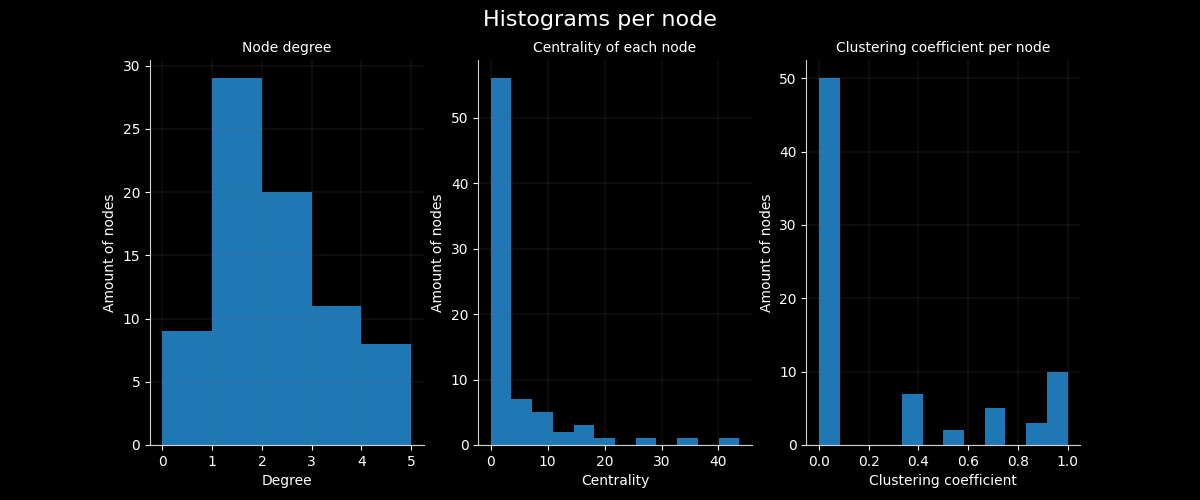 Histograms per node
Node degree
Amount of nodes
30
25
20
15
10
5
0
0 1 2 3 4 5
Degree
Centrality of each node
Amount of nodes
50
40
30
20
10
0
0 10 20 30 40
Centrality
Clustering coefficient per node
Amount of nodes
50
40
30
20
10
0
0.0 0.2 0.4 0.6 0.8 1.0
Clustering coefficient